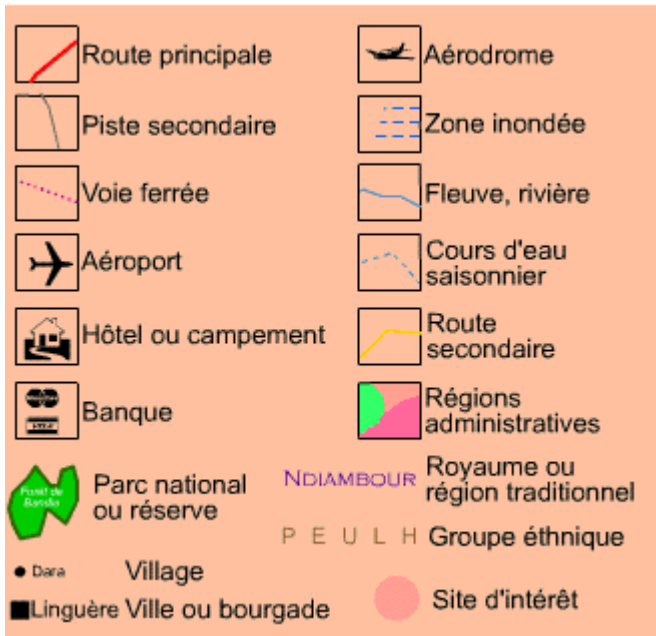 Route principale
Aérodrome
Piste secondaire
Zone inondée
Voie ferrée
Fleuve, rivière
Aéroport
Cours d'eau
saisonnier
Hôtel ou campement
Route
secondaire
Banque
Régions
administratives
Parc national
ou réserve
NDIAMBOUR
Royaume ou
région traditionnel
PEULH
Groupe éthnique
Dara
Village
Linguère
Ville ou bourgade
Site d'intérêt